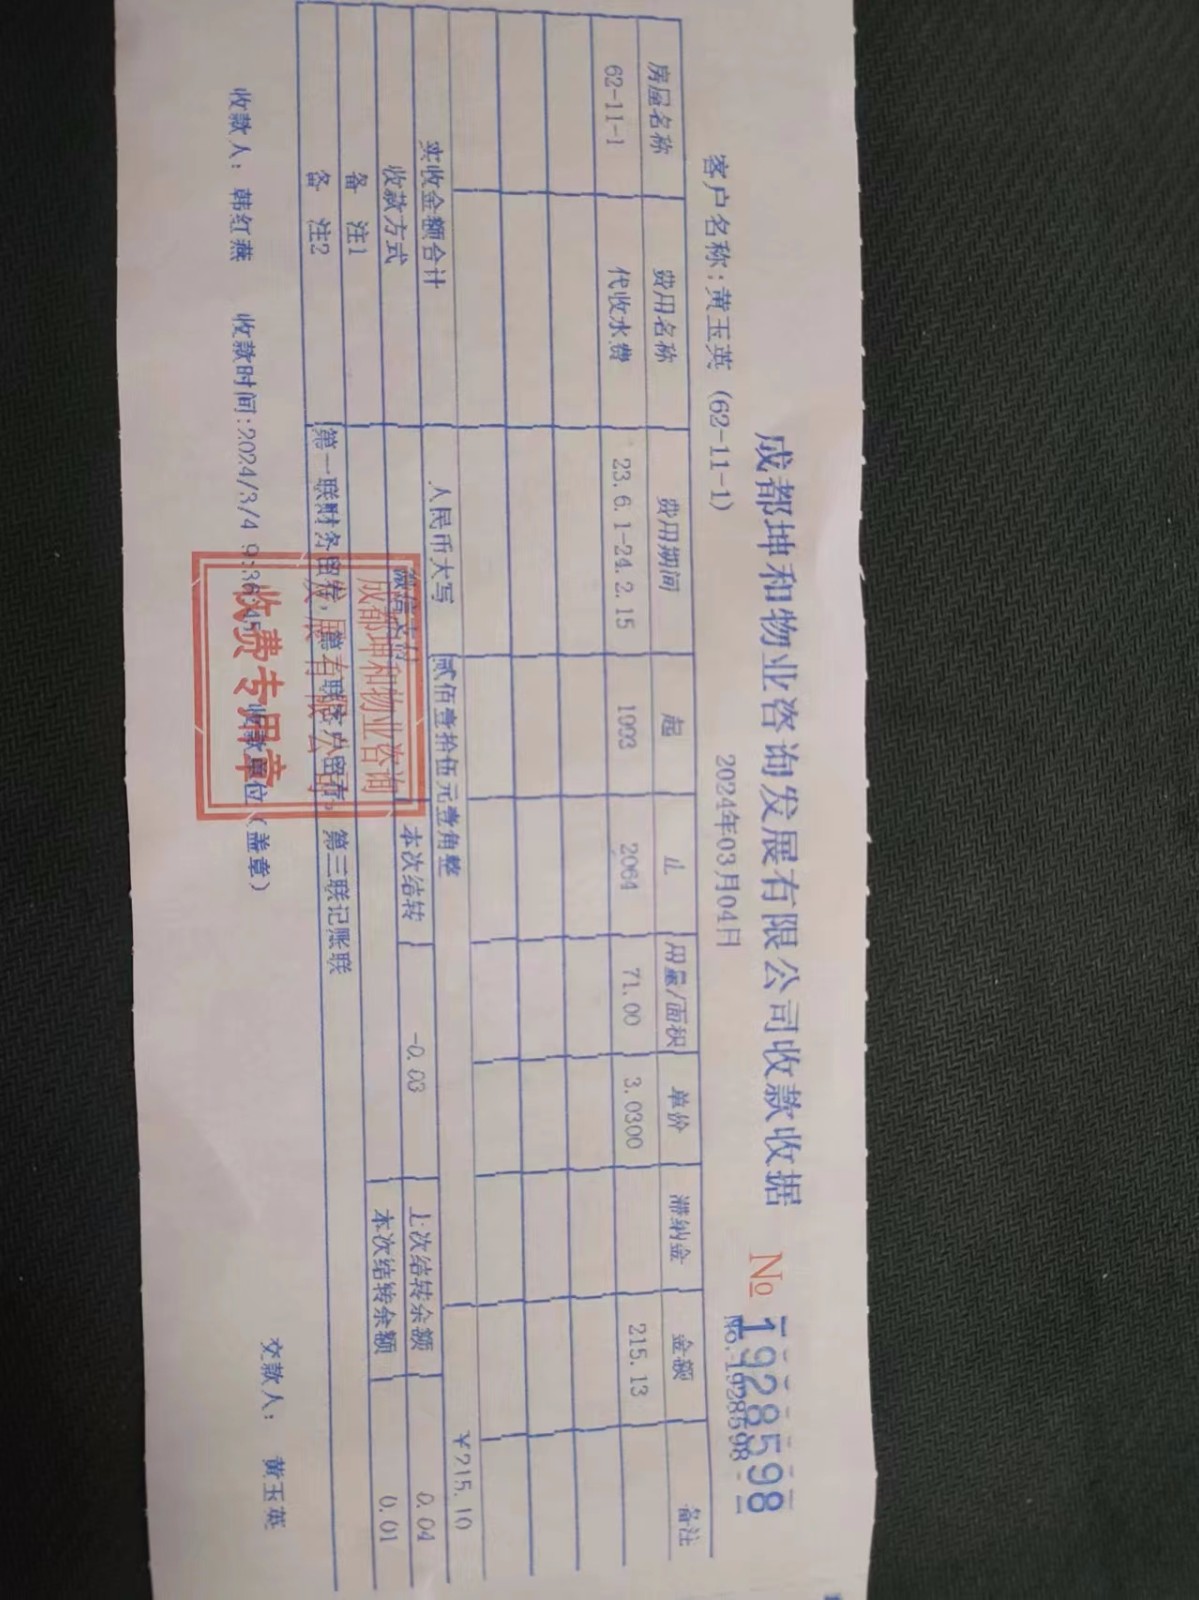 成都坤和物业咨询发展有限公司收款收据
№ 1928598
No. 1928598
客户名称:黄玉英 (62-11-1)
2024年03月04日
房屋名称 费用名称 费用期间 起 止 用量/面积 单价 滞纳金 金额 备注
62-11-1 代收水费 23.6.1-24.2.15 1993 2064 71.00 3.0300 215.13
实收金额合计 人民币大写 贰佰壹拾伍元壹角整 ¥215.10
收款方式 微信支付 本次结转 -0.03 上次结转余额 0.04
备 注1 本次结转余额 0.01
备 注2 第一联财务留存,第二联客户留存,第三联记账联
收款人: 韩红燕 收款时间:2024/3/4 9:36:45 收款单位(盖章) 交款人: 黄玉英
成都坤和物业咨询
发展有限公司
收费专用章